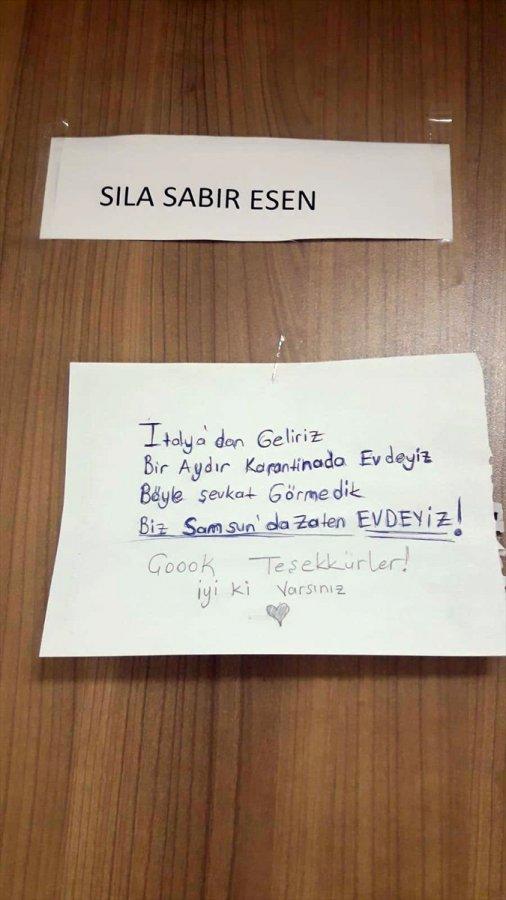 SILA SABIR ESEN
İtalya'dan Geliriz
Bir Aydır Karantinada Evdeyiz
Böyle şevkat Görmedik
Biz Samsun'da Zaten EVDEYİZ!
Goook Teşekkürler!
iyi ki Varsınız